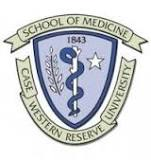 SCHOOL OF MEDICINE
1843
CASE WESTERN RESERVE UNIVERSITY